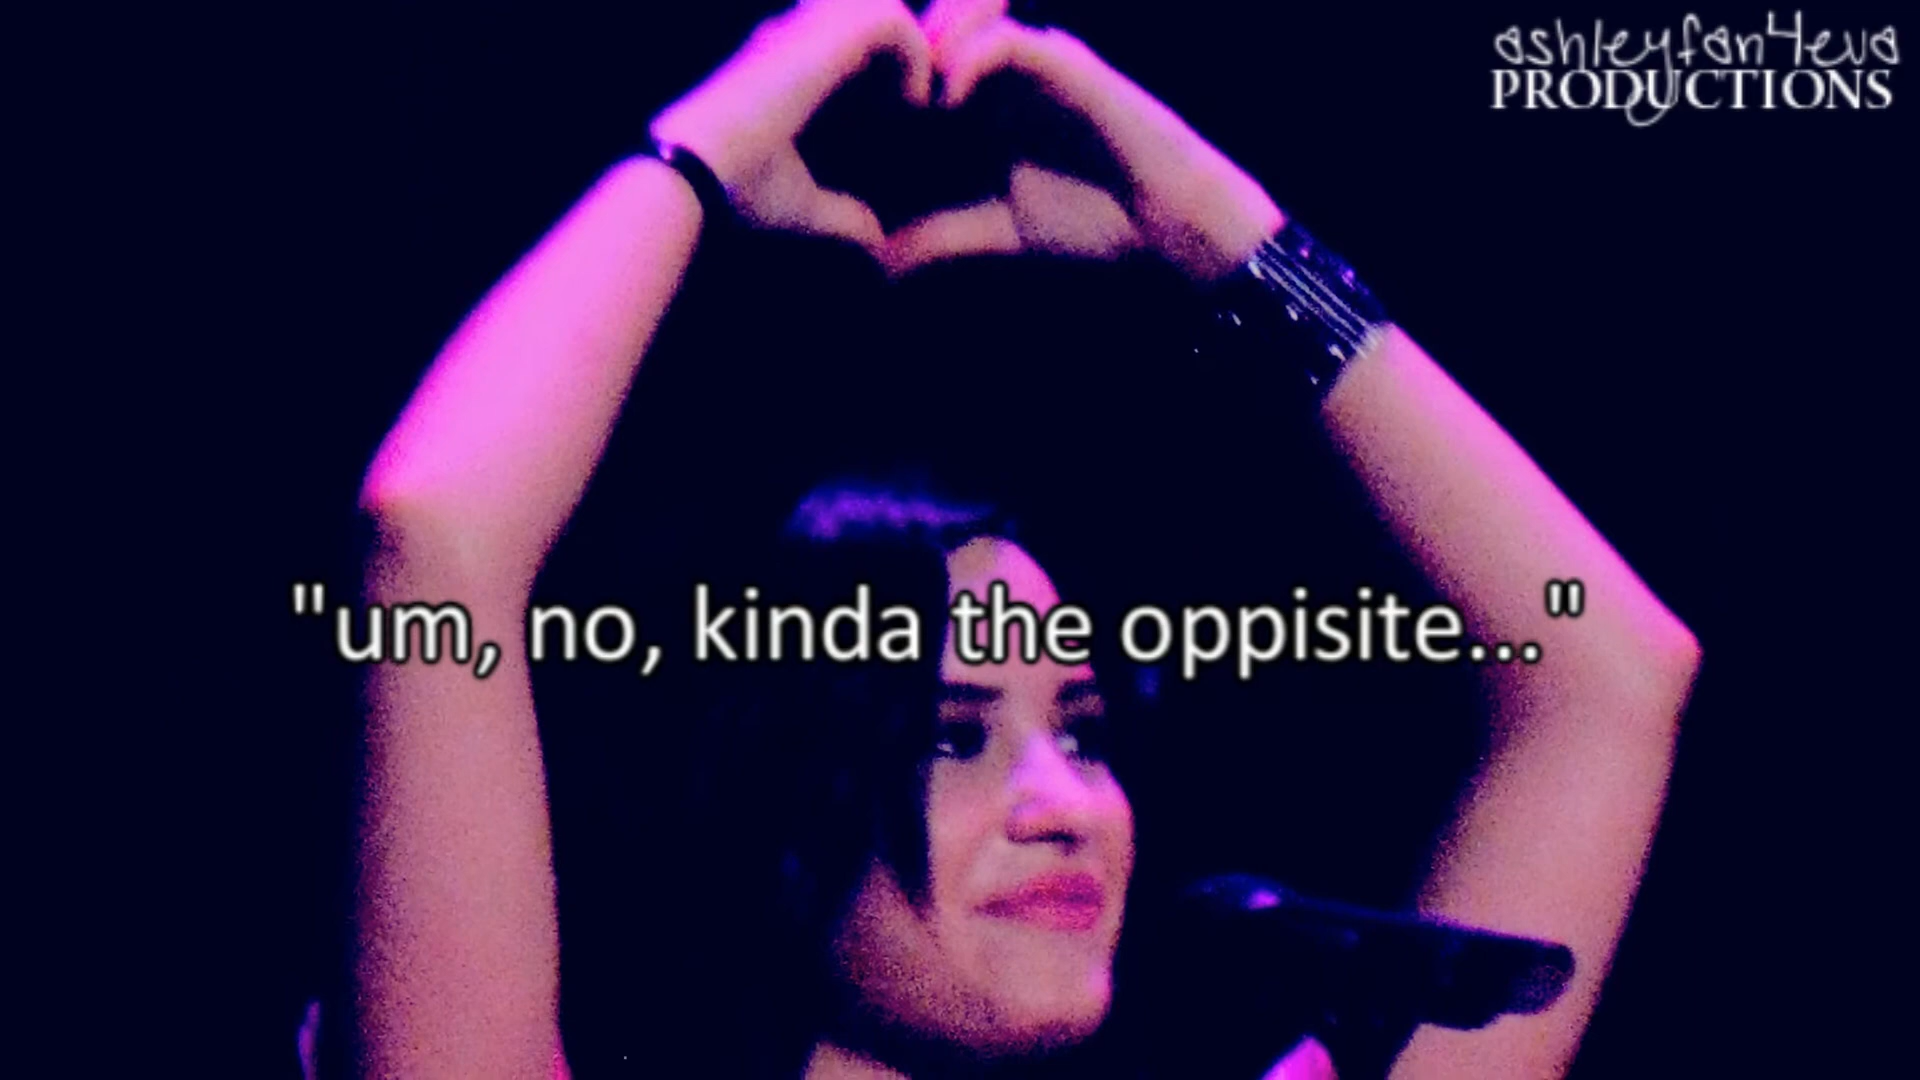 ashleyfan4eva
PRODUCTIONS
"um, no, kinda the oppisite..."